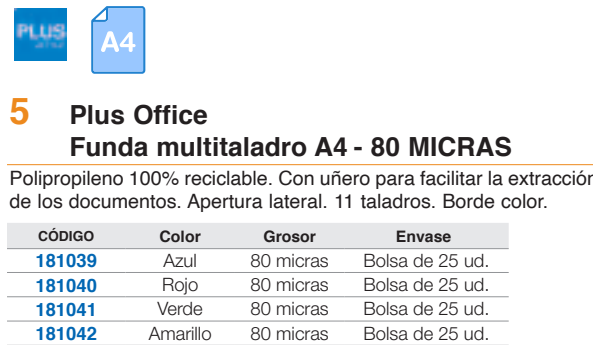 PLUS
A4
5 Plus Office
Funda multitaladro A4 - 80 MICRAS
Polipropileno 100% reciclable. Con uñero para facilitar la extracción
de los documentos. Apertura lateral. 11 taladros. Borde color.
CÓDIGO Color Grosor Envase
181039 Azul 80 micras Bolsa de 25 ud.
181040 Rojo 80 micras Bolsa de 25 ud.
181041 Verde 80 micras Bolsa de 25 ud.
181042 Amarillo 80 micras Bolsa de 25 ud.